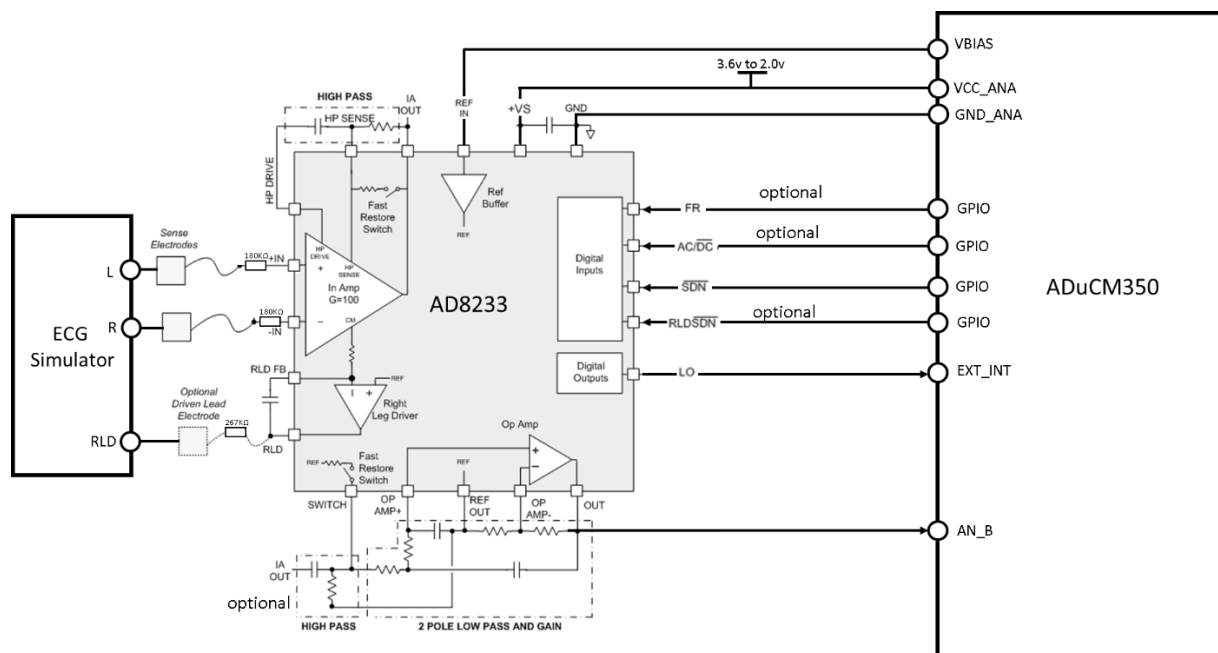 VBIAS
3.6v to 2.0v
VCC_ANA
GND_ANA
HIGH PASS
IA
OUT
HP SENSE
REF
IN
+VS
GND
HP DRIVE
Fast
Restore
Switch
Ref
Buffer
REF
optional
FR
GPIO
optional
AC/DC
GPIO
Digital
Inputs
SDN
GPIO
optional
RLDSDN
GPIO
Digital
Outputs
LO
EXT_INT
ADuCM350
AD8233
Sense
Electrodes
L
180KΩ
+IN
HP
DRIVE
+
HP
SENSE
In Amp
G=100
R
180KΩ
-IN
–
CM
ECG
Simulator
RLD FB
REF
I
+
Right
Leg Driver
Optional
Driven Lead
Electrode
267KΩ
RLD
RLD
Op Amp
+
–
REF
Fast
Restore
Switch
REF
SWITCH
OP
AMP+
REF
OUT
OP
AMP-
OUT
AN_B
IA
OUT
optional
HIGH PASS
2 POLE LOW PASS AND GAIN